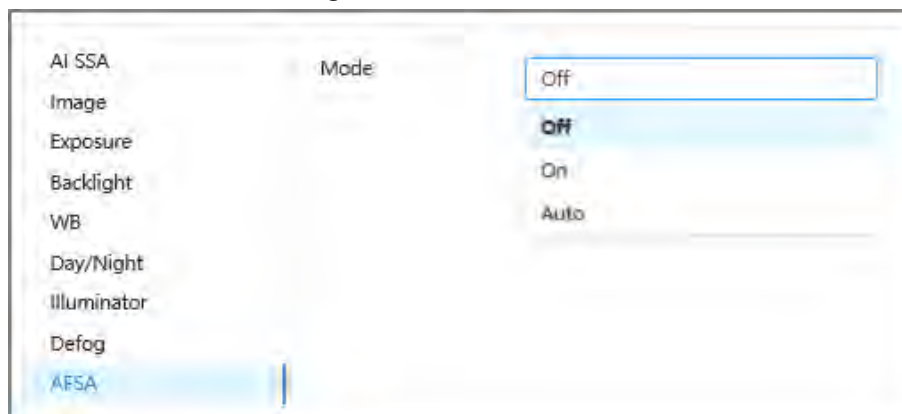 AI SSA
Mode
Off
Image
Exposure
Off
Backlight
On
WB
Auto
Day/Night
Illuminator
Defog
AFSA